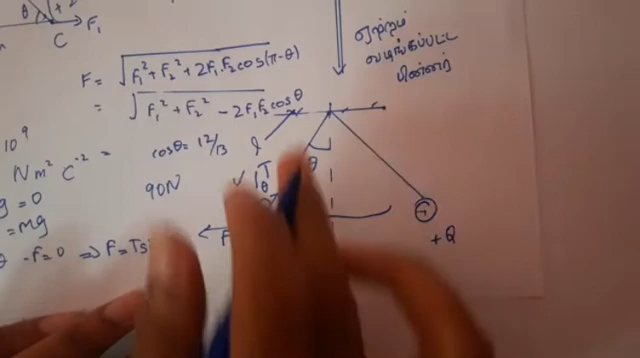 θ
C F₁
F = √F₁² + F₂² + 2F₁F₂cos(π-θ)
= √F₁² + F₂² - 2F₁F₂cosθ
10⁹
Nm²C⁻² cosθ = 12/13
g = 0
= mg 90N
-F=0 ⇒ F=Ts
ஏற்றம்
வழங்கப்பட்ட
பின்னர்
T
θ
θ
F
+Q